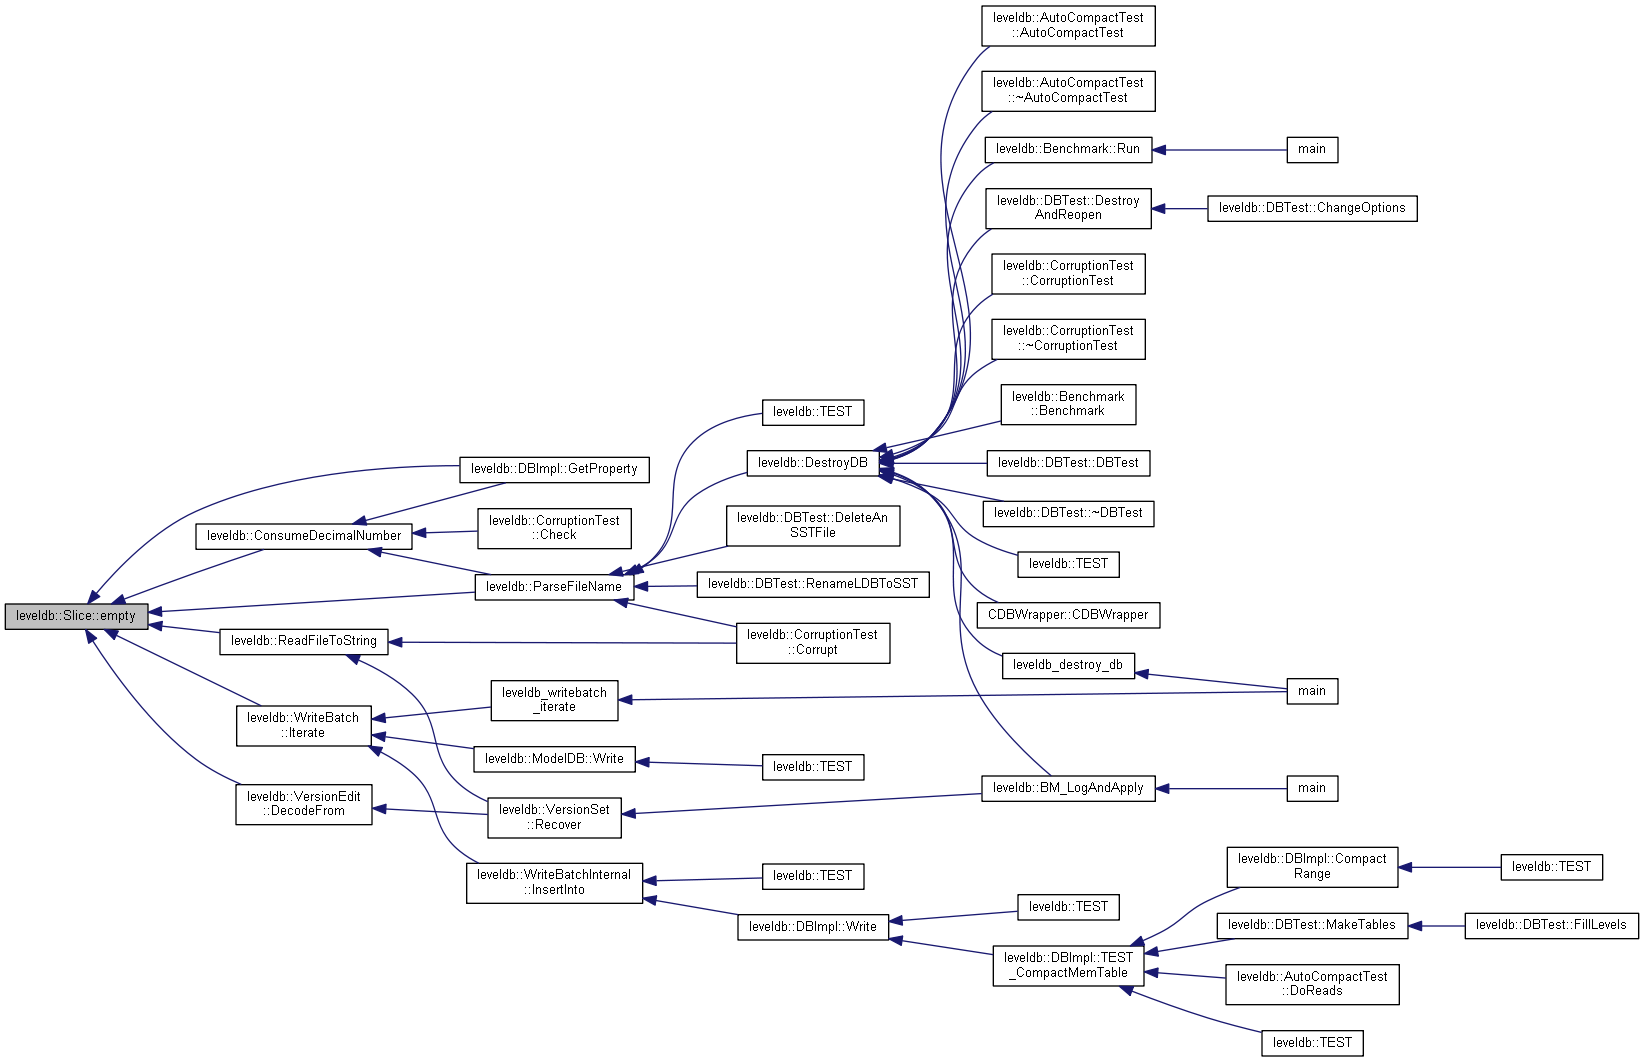 leveldb::AutoCompactTest
::AutoCompactTest
leveldb::AutoCompactTest
::~AutoCompactTest
leveldb::Benchmark::Run
main
leveldb::DBTest::Destroy
AndReopen
leveldb::DBTest::ChangeOptions
leveldb::CorruptionTest
::CorruptionTest
leveldb::CorruptionTest
::~CorruptionTest
leveldb::Benchmark
::Benchmark
leveldb::TEST
leveldb::DestroyDB
leveldb::DBTest::DBTest
leveldb::DBImpl::GetProperty
leveldb::DBTest::~DBTest
leveldb::DBTest::DeleteAn
SSTFile
leveldb::CorruptionTest
::Check
leveldb::ConsumeDecimalNumber
leveldb::TEST
leveldb::ParseFileName
leveldb::DBTest::RenameLDBToSST
leveldb::Slice::empty
CDBWrapper::CDBWrapper
leveldb::ReadFileToString
leveldb::CorruptionTest
::Corrupt
leveldb_destroy_db
leveldb_writebatch
_iterate
main
leveldb::WriteBatch
::Iterate
leveldb::ModelDB::Write
leveldb::TEST
leveldb::BM_LogAndApply
main
leveldb::VersionEdit
::DecodeFrom
leveldb::VersionSet
::Recover
leveldb::WriteBatchInternal
::InsertInto
leveldb::TEST
leveldb::DBImpl::Compact
Range
leveldb::TEST
leveldb::TEST
leveldb::DBImpl::Write
leveldb::DBTest::MakeTables
leveldb::DBTest::FillLevels
leveldb::DBImpl::TEST
_CompactMemTable
leveldb::AutoCompactTest
::DoReads
leveldb::TEST